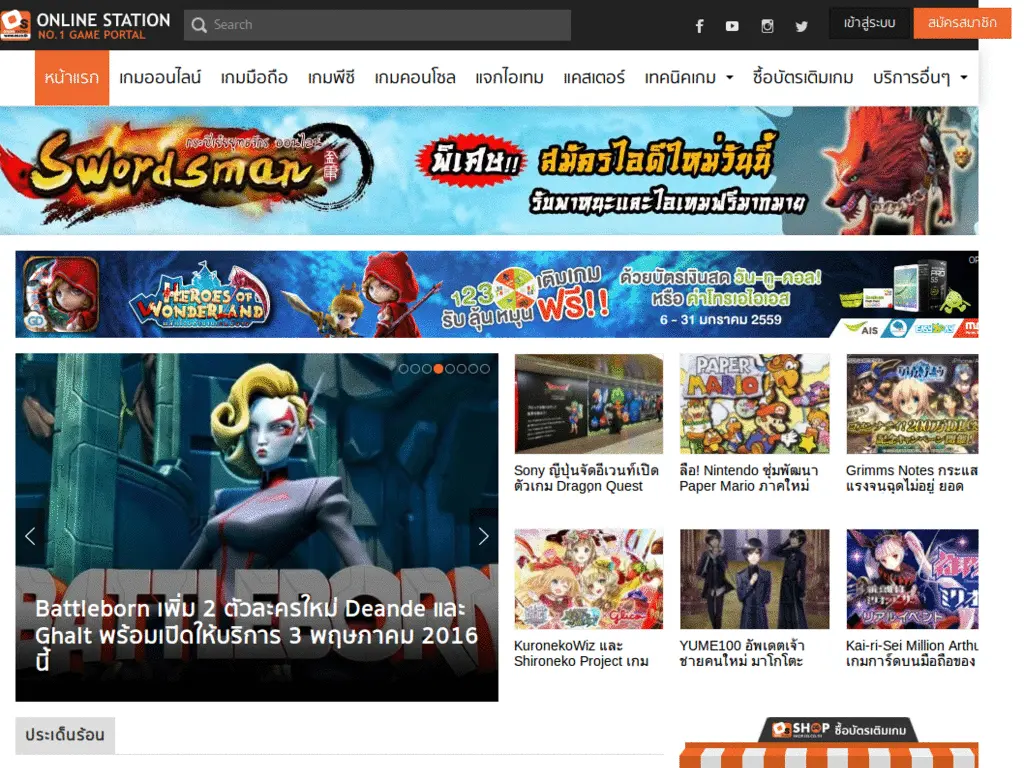 ONLINE STATION
NO.1 GAME PORTAL
Search
เข้าสู่ระบบ
สมัครสมาชิก
หน้าแรก
เกมออนไลน์
เกมมือถือ
เกมพีซี
เกมคอนโซล
แจกไอเทม
แคสเตอร์
เทคนิคเกม
ซื้อบัตรเติมเกม
บริการอื่นๆ
Swordsman
พิเศษ!!
สมัครไอดีใหม่วันนี้
รับพาหนะและไอเทมฟรีมากมาย
HEROES OF
WONDERLAND
123
รับ ลุ้น หมุน
เติมเกม
ฟรี!!
ด้วยบัตรเงินสด วัน-ทู-คอล!
หรือ ค่าโทรเอไอเอส
6 - 31 มกราคม 2559
AIS
BATTLEBORN
Battleborn เพิ่ม 2 ตัวละครใหม่ Deande และ
Ghalt พร้อมเปิดให้บริการ 3 พฤษภาคม 2016
นี้
PAPER
MARIO
Sony ญี่ปุ่นจัดอีเวนท์เปิด
ตัวเกม Dragon Quest
ลือ! Nintendo ซุ่มพัฒนา
Paper Mario ภาคใหม่
Grimms Notes กระแส
แรงจนฉุดไม่อยู่ ยอด
KuronekoWiz และ
Shironeko Project เกม
YUME100 อัพเดตเจ้า
ชายคนใหม่ มาโกโตะ
Kai-ri-Sei Million Arthu
เกมการ์ดบนมือถือของ
ประเด็นร้อน
SHOP ซื้อบัตรเติมเกม